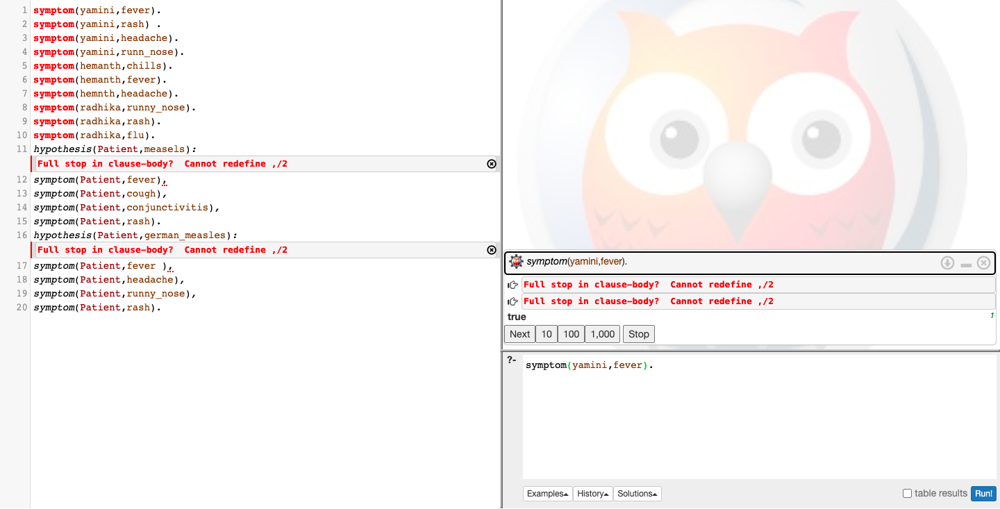 1 symptom(yamini,fever).
2 symptom(yamini,rash) .
3 symptom(yamini,headache).
4 symptom(yamini,runn_nose).
5 symptom(hemanth,chills).
6 symptom(hemanth,fever).
7 symptom(hemnth,headache).
8 symptom(radhika,runny_nose).
9 symptom(radhika,rash).
10 symptom(radhika,flu).
11 hypothesis(Patient,measels):
Full stop in clause-body?  Cannot redefine ,/2
12 symptom(Patient,fever),
13 symptom(Patient,cough),
14 symptom(Patient,conjunctivitis),
15 symptom(Patient,rash).
16 hypothesis(Patient,german_measles):
Full stop in clause-body?  Cannot redefine ,/2
17 symptom(Patient,fever ),
18 symptom(Patient,headache),
19 symptom(Patient,runny_nose),
20 symptom(Patient,rash).
symptom(yamini,fever).
Full stop in clause-body?  Cannot redefine ,/2
Full stop in clause-body?  Cannot redefine ,/2
true 1
Next 10 100 1,000 Stop
?- symptom(yamini,fever).
Examples History Solutions table results Run!